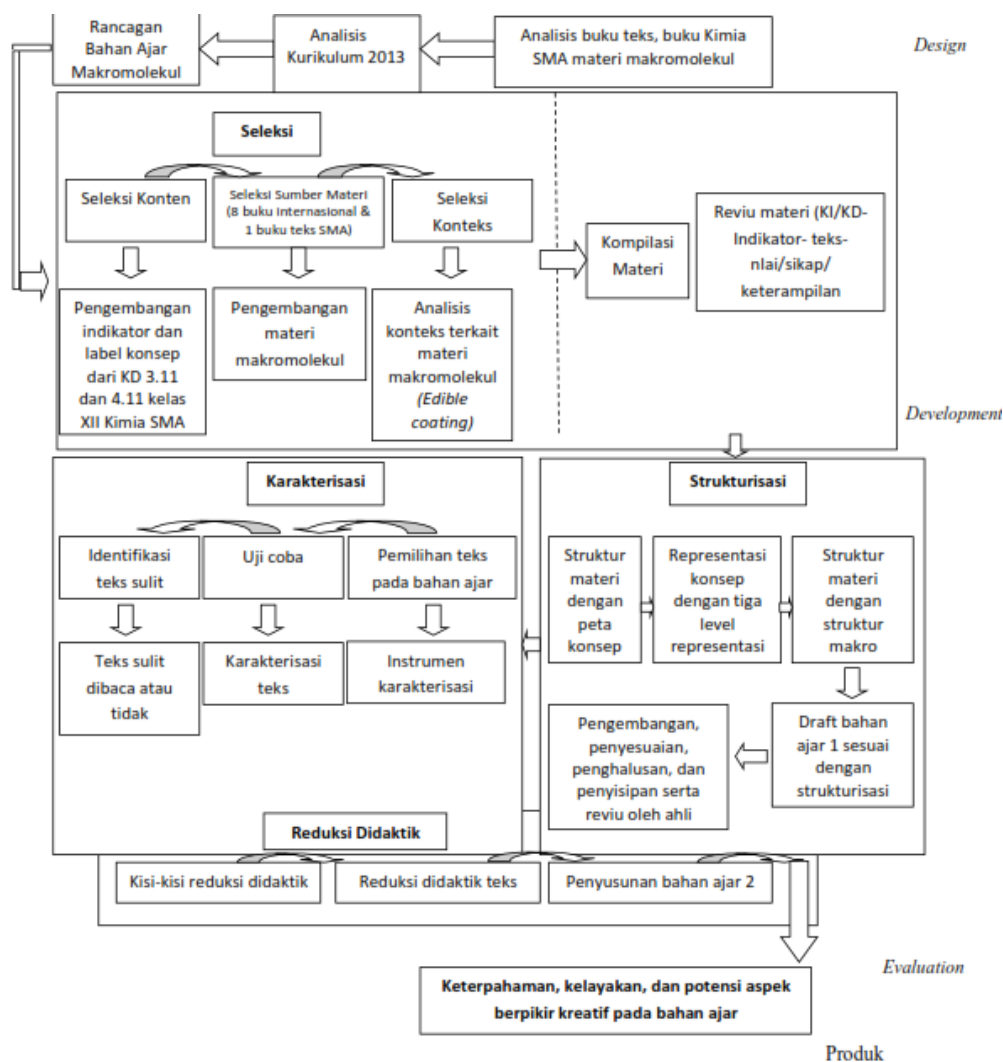 Rancagan
Bahan Ajar
Makromolekul
Analisis
Kurikulum 2013
Analisis buku teks, buku Kimia
SMA materi makromolekul
Design
Seleksi
Seleksi Konten
Seleksi Sumber Materi
(8 buku Internasional &
1 buku teks SMA)
Seleksi
Konteks
Kompilasi
Materi
Reviu materi (KI/KD-
Indikator- teks-
nlai/sikap/
keterampilan
Pengembangan
indikator dan
label konsep
dari KD 3.11
dan 4.11 kelas
XII Kimia SMA
Pengembangan
materi
makromolekul
Analisis
konteks terkait
materi
makromolekul
(Edible
coating)
Development
Karakterisasi
Identifikasi
teks sulit
Uji coba
Pemilihan teks
pada bahan ajar
Teks sulit
dibaca atau
tidak
Karakterisasi
teks
Instrumen
karakterisasi
Strukturisasi
Struktur
materi
dengan
peta
konsep
Representasi
konsep
dengan tiga
level
representasi
Struktur
materi
dengan
struktur
makro
Pengembangan,
penyesuaian,
penghalusan, dan
penyisipan serta
reviu oleh ahli
Draft bahan
ajar 1 sesuai
dengan
strukturisasi
Reduksi Didaktik
Kisi-kisi reduksi didaktik
Reduksi didaktik teks
Penyusunan bahan ajar 2
Evaluation
Keterpahaman, kelayakan, dan potensi aspek
berpikir kreatif pada bahan ajar
Produk